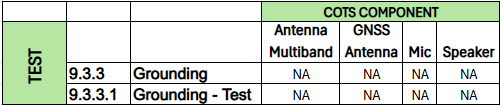 COTS COMPONENT
Antenna Multiband GNSS Antenna Mic Speaker
TEST
9.3.3 Grounding NA NA NA NA
9.3.3.1 Grounding - Test NA NA NA NA